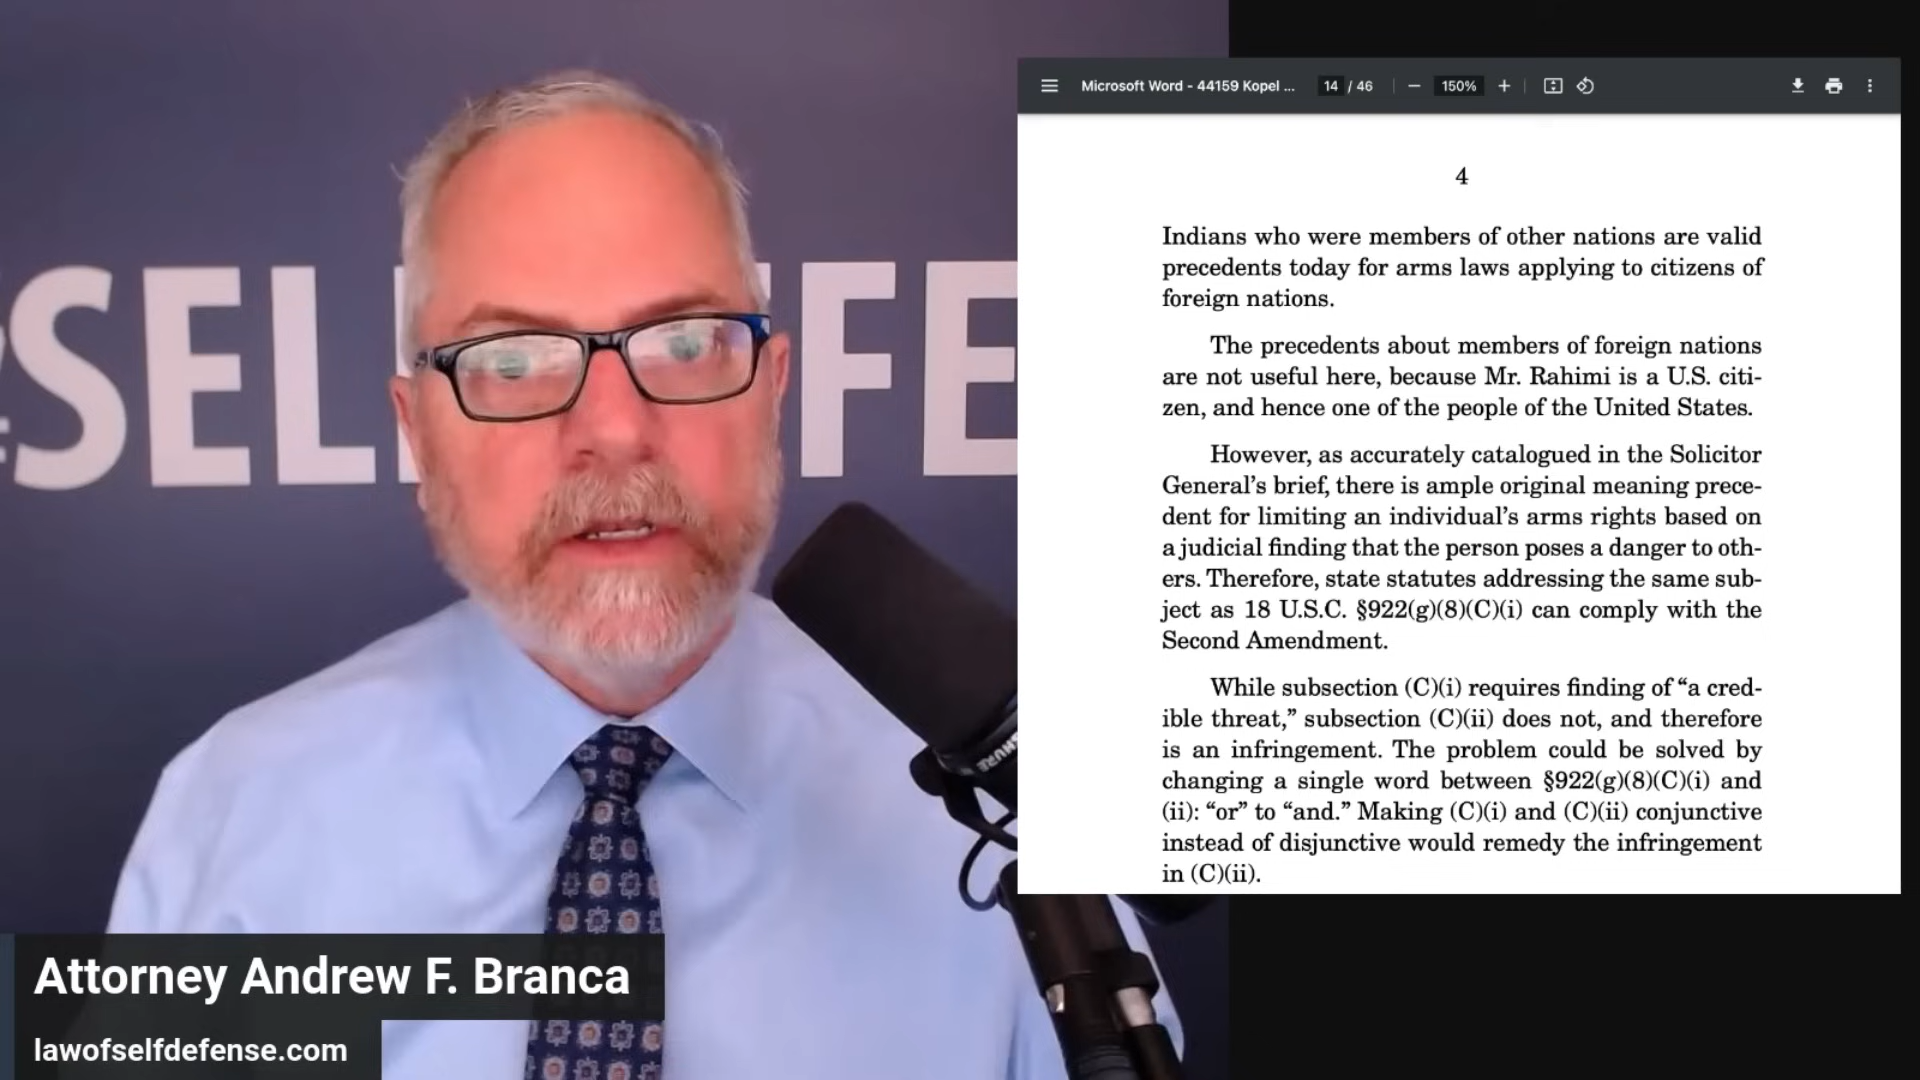 #SEL
FE
SHURE
Attorney Andrew F. Branca
lawofselfdefense.com
Microsoft Word - 44159 Kopel ... 14 / 46 − 150% +
4
Indians who were members of other nations are valid
precedents today for arms laws applying to citizens of
foreign nations.
The precedents about members of foreign nations
are not useful here, because Mr. Rahimi is a U.S. citi-
zen, and hence one of the people of the United States.
However, as accurately catalogued in the Solicitor
General's brief, there is ample original meaning prece-
dent for limiting an individual's arms rights based on
a judicial finding that the person poses a danger to oth-
ers. Therefore, state statutes addressing the same sub-
ject as 18 U.S.C. §922(g)(8)(C)(i) can comply with the
Second Amendment.
While subsection (C)(i) requires finding of “a cred-
ible threat,” subsection (C)(ii) does not, and therefore
is an infringement. The problem could be solved by
changing a single word between §922(g)(8)(C)(i) and
(ii): “or” to “and.” Making (C)(i) and (C)(ii) conjunctive
instead of disjunctive would remedy the infringement
in (C)(ii).